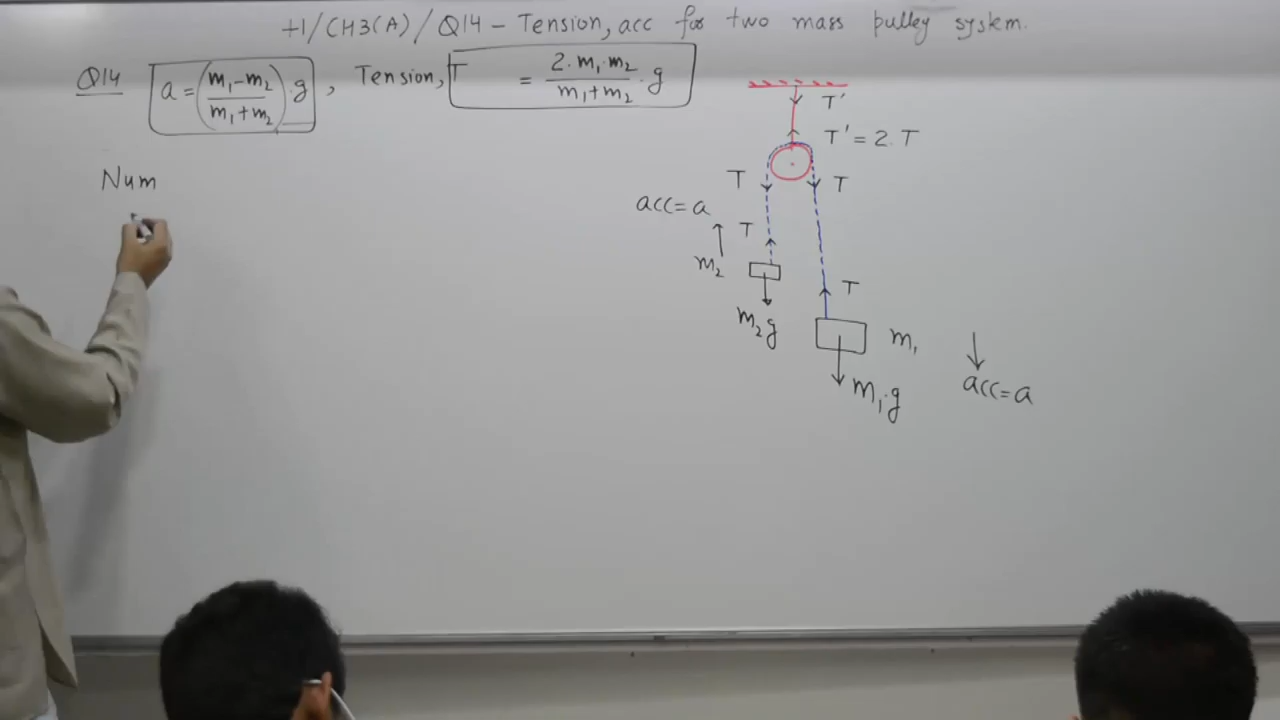 +1/CH3(A)/Q14 - Tension, acc for two mass pulley system.
Q14 a = (m₁-m₂ / m₁+m₂) · g , Tension, T = 2·m₁·m₂ / m₁+m₂ · g
T'
T' = 2·T
T T
acc = a
T
m₂
T
m₂g
m₁
m₁·g
acc = a
Num